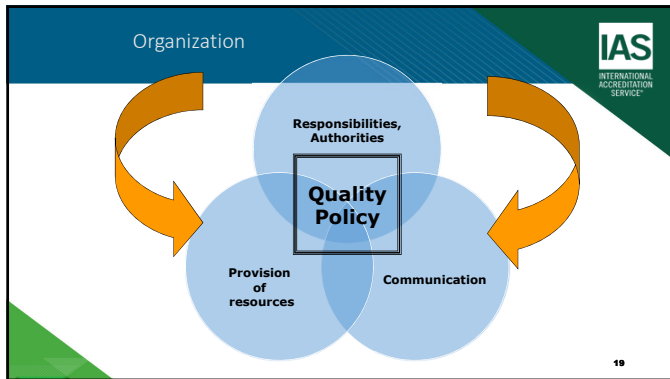 Organization
IAS
INTERNATIONAL
ACCREDITATION
SERVICE®
Responsibilities,
Authorities
Quality
Policy
Provision
of
resources
Communication
19